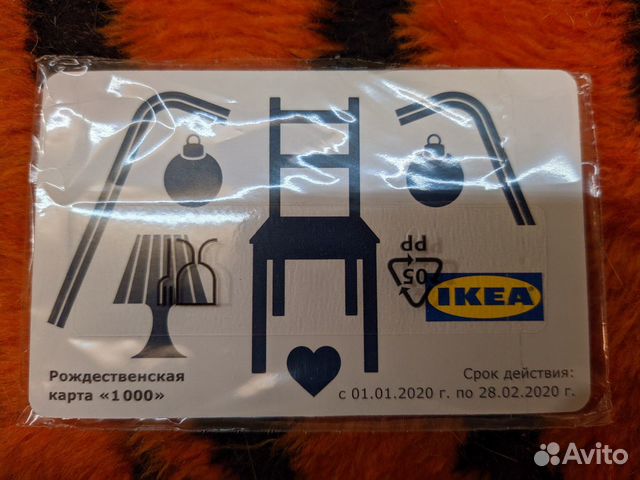 PP
05
IKEA
Рождественская
карта «1000»
Срок действия:
с 01.01.2020 г. по 28.02.2020 г.
Avito